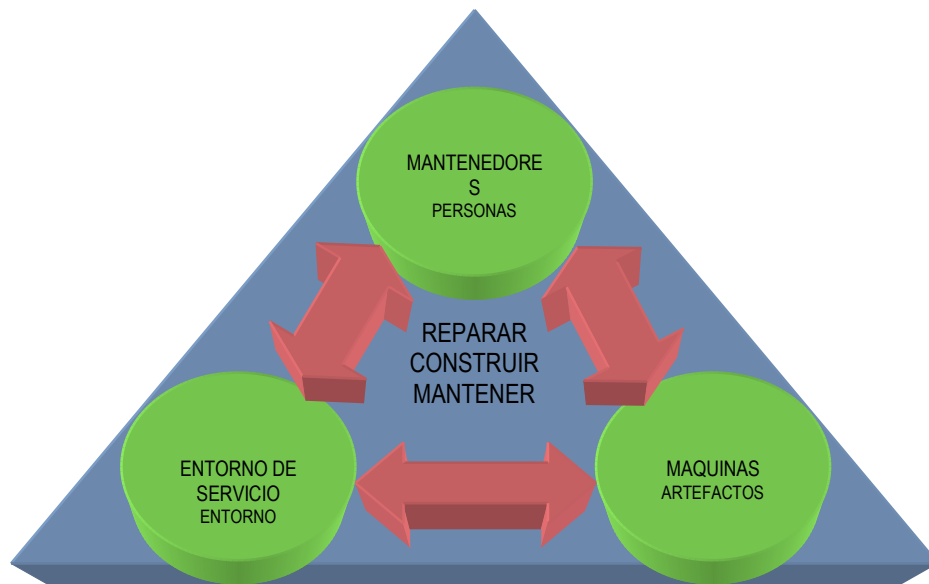 MANTENEDORE
S
PERSONAS
REPARAR
CONSTRUIR
MANTENER
ENTORNO DE
SERVICIO
ENTORNO
MAQUINAS
ARTEFACTOS